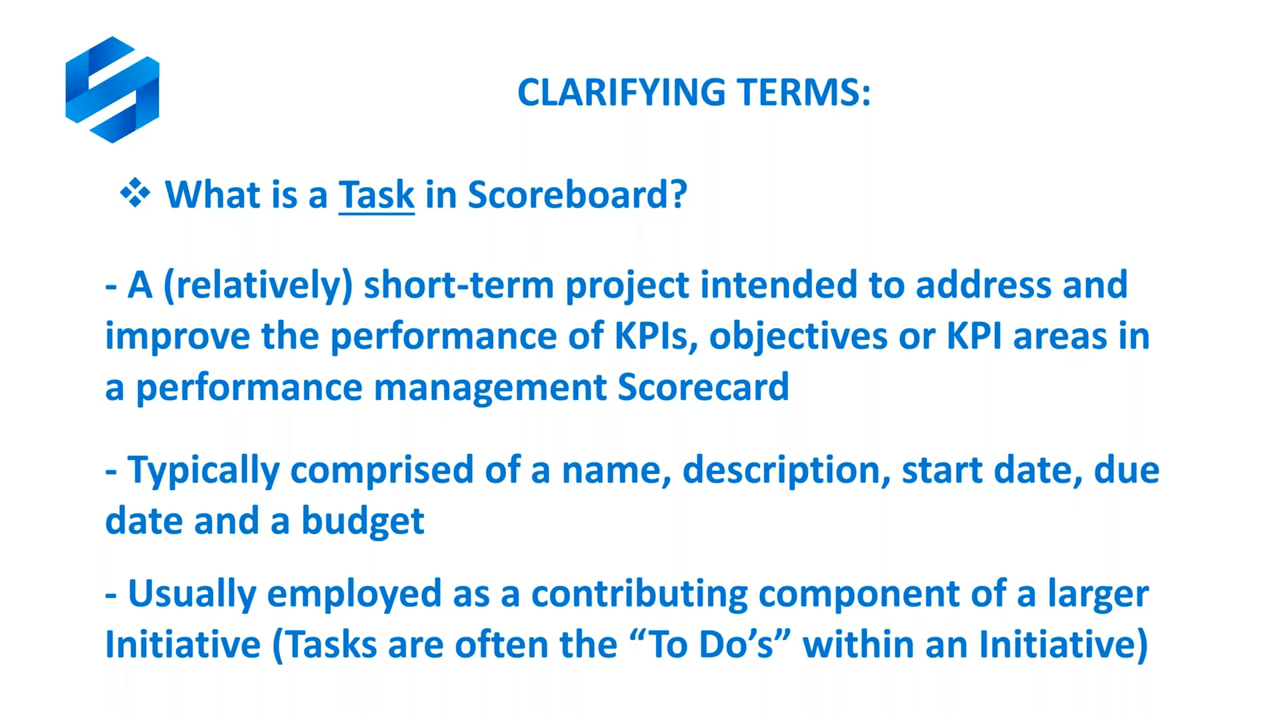 CLARIFYING TERMS:
❖ What is a Task in Scoreboard?
- A (relatively) short-term project intended to address and
improve the performance of KPIs, objectives or KPI areas in
a performance management Scorecard
- Typically comprised of a name, description, start date, due
date and a budget
- Usually employed as a contributing component of a larger
Initiative (Tasks are often the “To Do’s” within an Initiative)